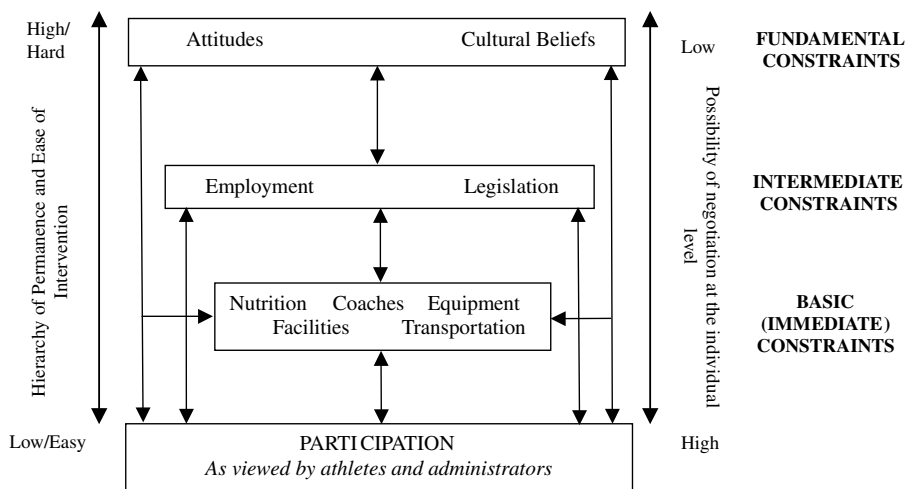 High/
Hard
Attitudes Cultural Beliefs
Low
FUNDAMENTAL
CONSTRAINTS
Hierarchy of Permanence and Ease of
Intervention
Possibility of negotiation at the individual
level
Employment Legislation
INTERMEDIATE
CONSTRAINTS
Nutrition Coaches Equipment
Facilities Transportation
BASIC
(IMMEDIATE)
CONSTRAINTS
Low/Easy
PARTICIPATION
As viewed by athletes and administrators
High